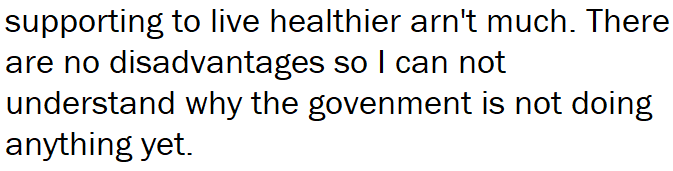 supporting to live healthier arn't much. There
are no disadvantages so I can not
understand why the govenment is not doing
anything yet.